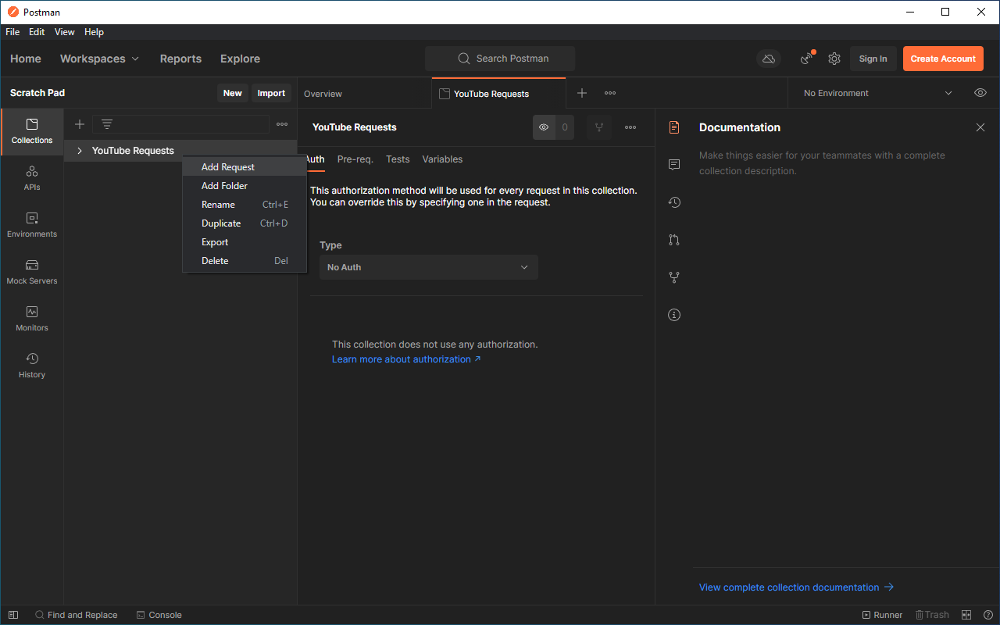 Postman
File Edit View Help
Home Workspaces Reports Explore Search Postman Sign In Create Account
Scratch Pad New Import Overview YouTube Requests No Environment
Collections
APIs
Environments
Mock Servers
Monitors
History
YouTube Requests
Add Request
Add Folder
Rename Ctrl+E
Duplicate Ctrl+D
Export
Delete Del
YouTube Requests 0
Auth Pre-req. Tests Variables
This authorization method will be used for every request in this collection.
You can override this by specifying one in the request.
Type
No Auth
This collection does not use any authorization.
Learn more about authorization ↗
Documentation
Make things easier for your teammates with a complete
collection description.
View complete collection documentation →
Find and Replace Console Runner Trash